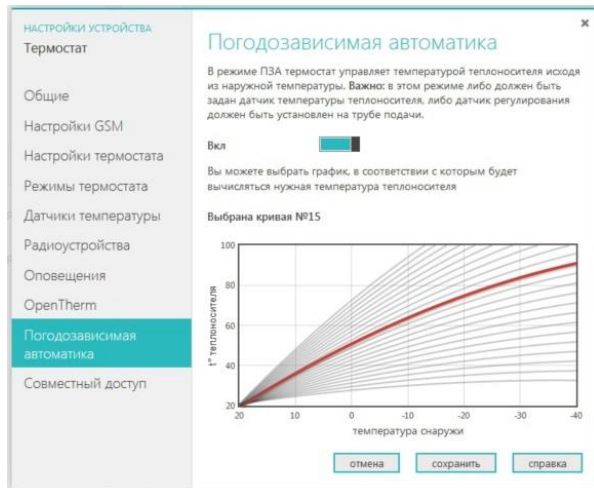 НАСТРОЙКИ УСТРОЙСТВА
Термостат
Общие
Настройки GSM
Настройки термостата
Режимы термостата
Датчики температуры
Радиоустройства
Оповещения
OpenTherm
Погодозависимая
автоматика
Совместный доступ
×
Погодозависимая автоматика
В режиме ПЗА термостат управляет температурой теплоносителя исходя
из наружной температуры. Важно: в этом режиме либо должен быть
задан датчик температуры теплоносителя, либо датчик регулирования
должен быть установлен на трубе подачи.
Вкл
Вы можете выбрать график, в соответствии с которым будет
вычисляться нужная температура теплоносителя
Выбрана кривая №15
t° теплоносителя
100
80
60
40
20
20 10 0 -10 -20 -30 -40
температура снаружи
отмена сохранить справка